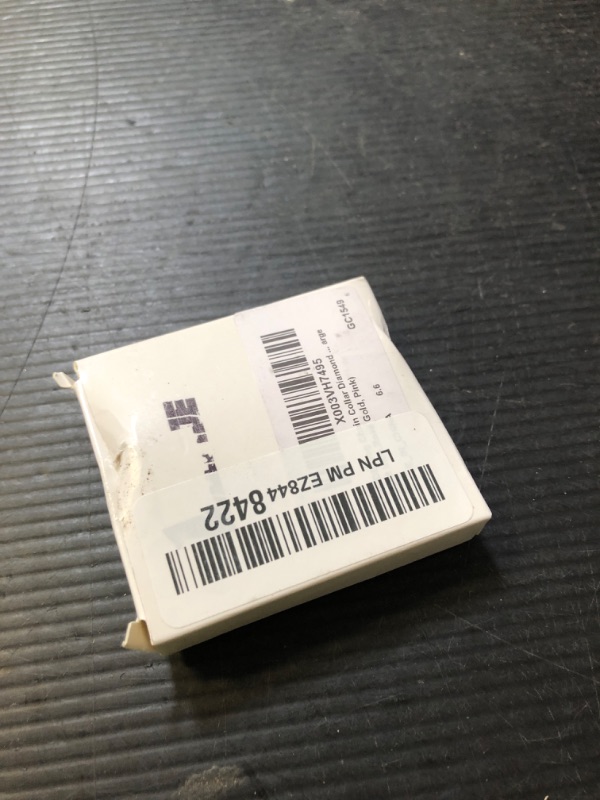 X003VH7495
in Collar Diamond ... arge
Gold, Pink)
6.6
GC1549
LPN PM EZ844 8422